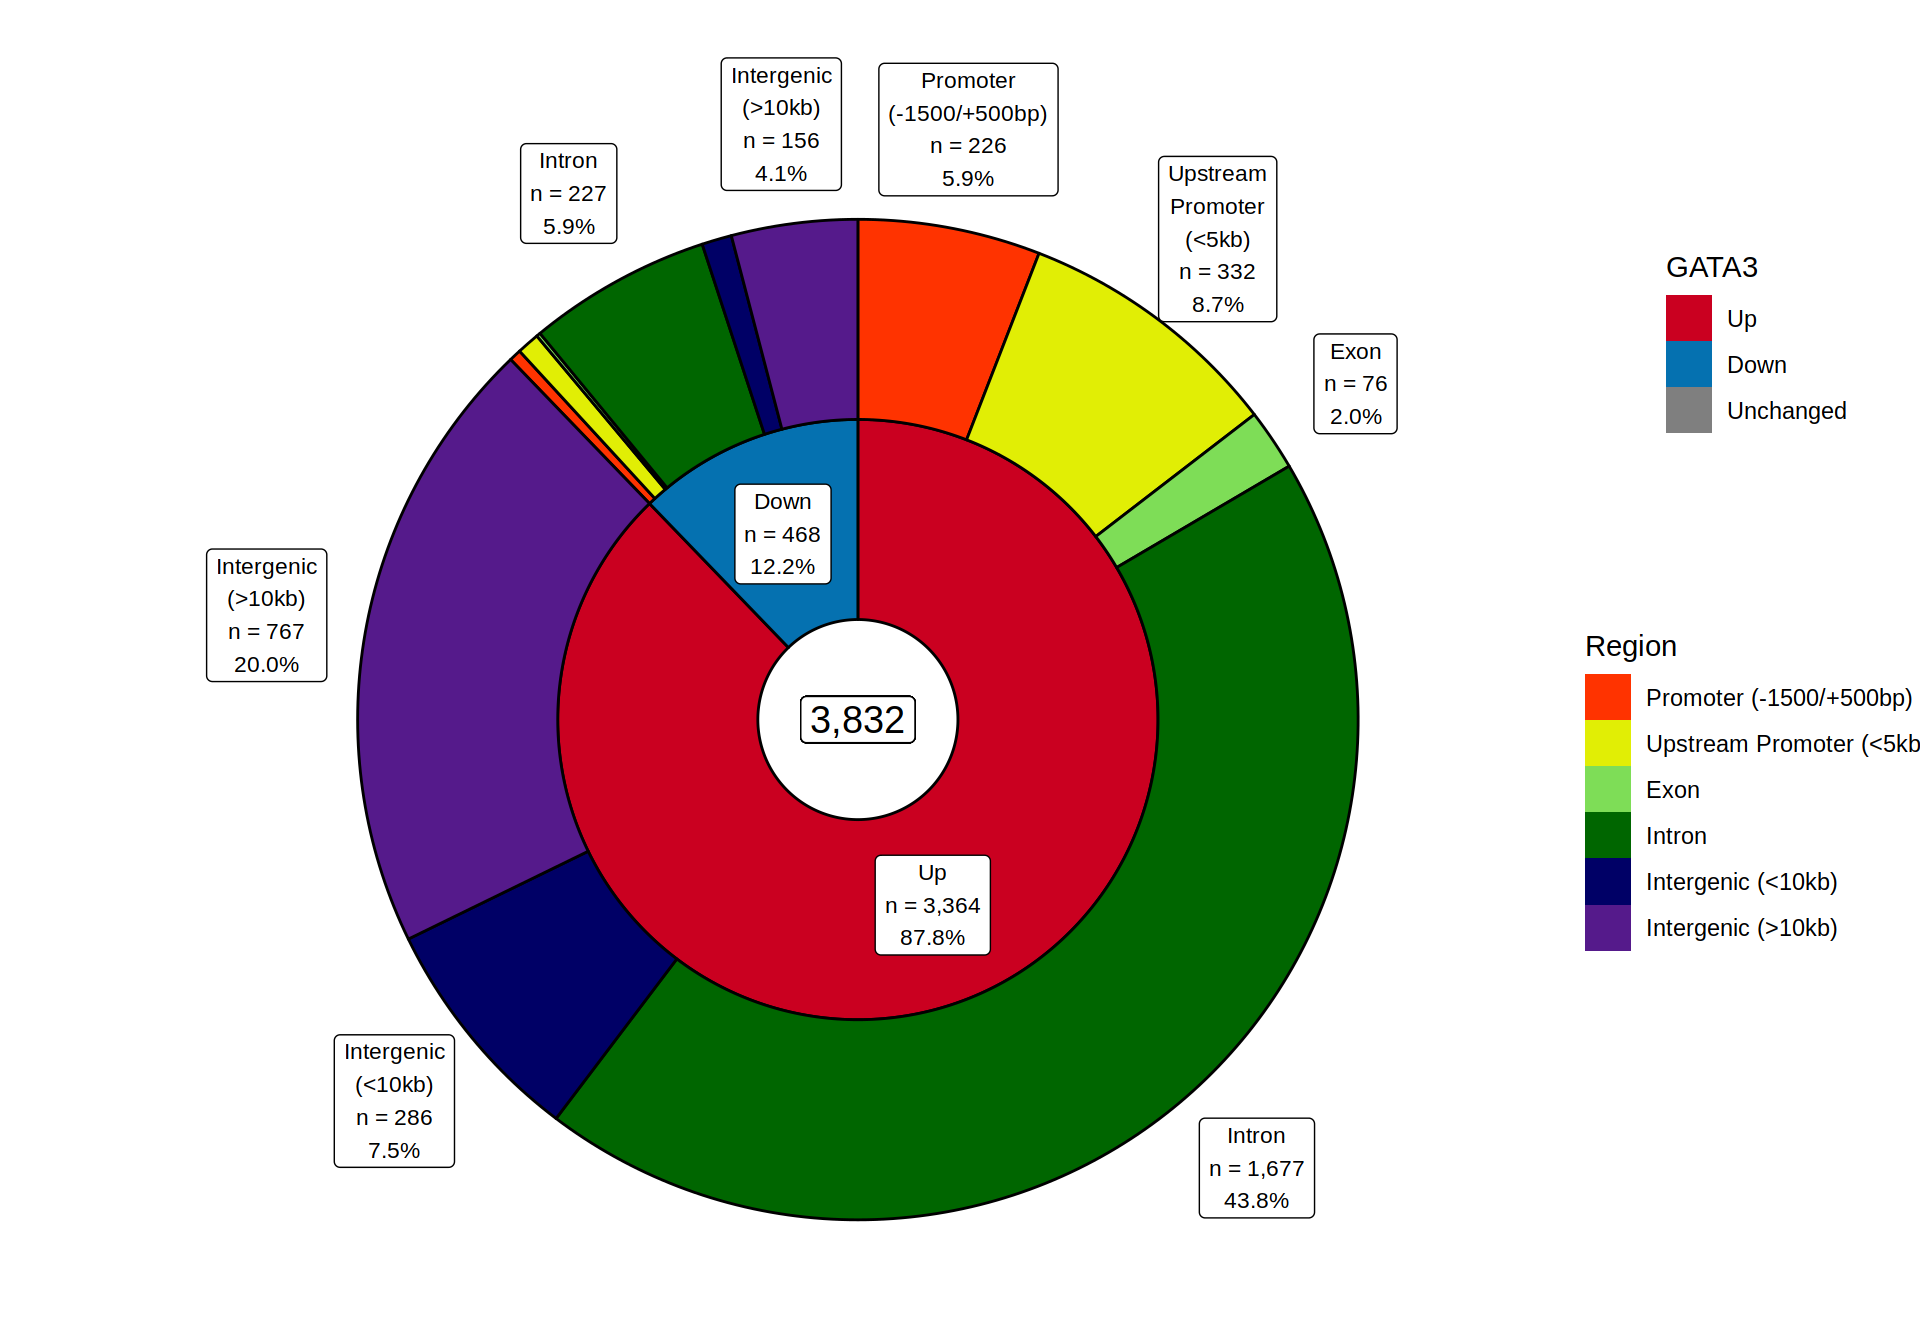 Intergenic
(>10kb)
n = 156
4.1%
Promoter
(-1500/+500bp)
n = 226
5.9%
Intron
n = 227
5.9%
Upstream
Promoter
(<5kb)
n = 332
8.7%
Exon
n = 76
2.0%
Down
n = 468
12.2%
Intergenic
(>10kb)
n = 767
20.0%
3,832
Up
n = 3,364
87.8%
Intergenic
(<10kb)
n = 286
7.5%
Intron
n = 1,677
43.8%
GATA3
Up
Down
Unchanged
Region
Promoter (-1500/+500bp)
Upstream Promoter (<5kb
Exon
Intron
Intergenic (<10kb)
Intergenic (>10kb)